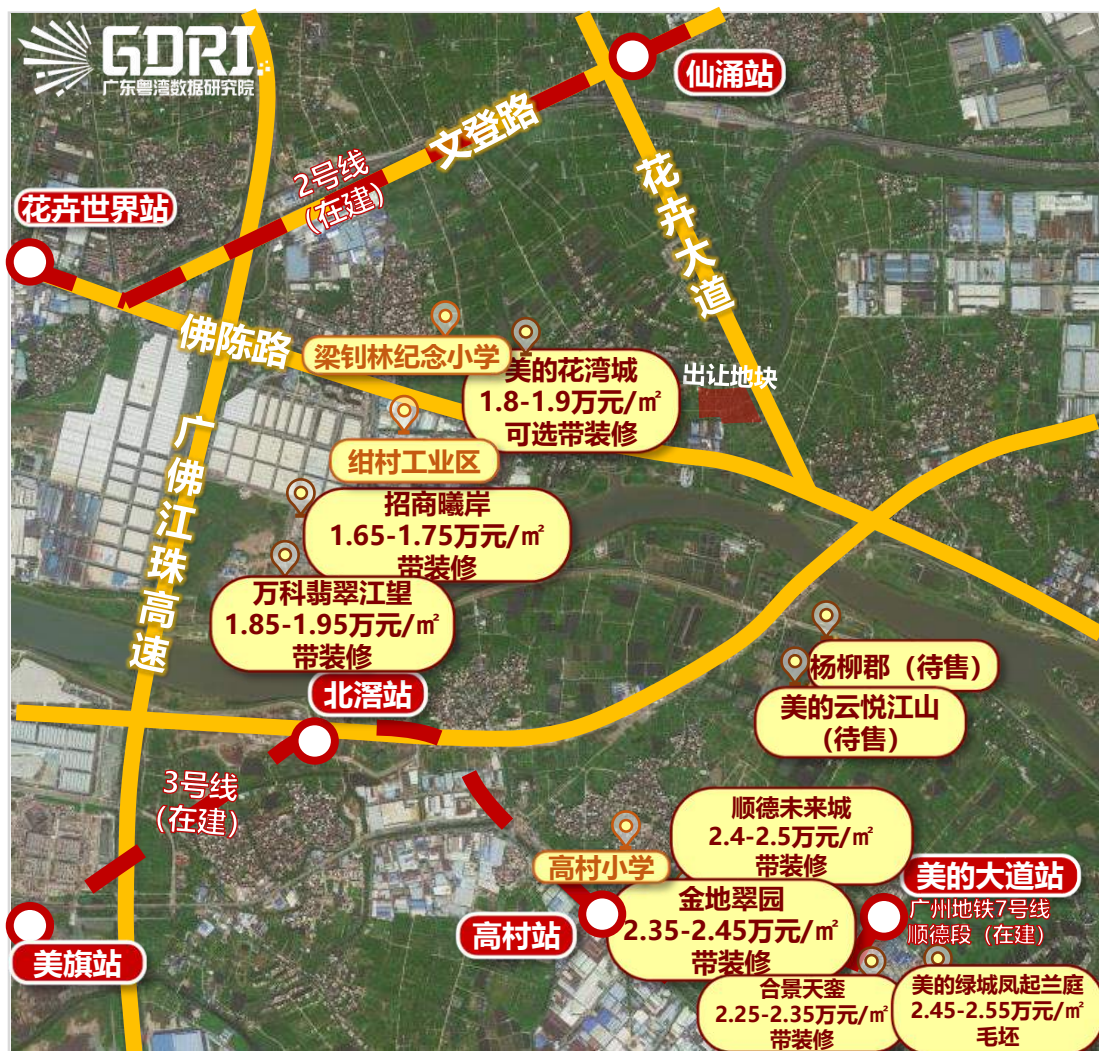 GDRI
广东粤湾数据研究院
仙涌站
文登路
2号线
(在建)
花卉大道
花卉世界站
佛陈路
梁钊林纪念小学
美的花湾城
1.8-1.9万元/㎡
可选带装修
出让地块
绀村工业区
广佛江珠高速
招商曦岸
1.65-1.75万元/㎡
带装修
万科翡翠江望
1.85-1.95万元/㎡
带装修
杨柳郡（待售）
北滘站
美的云悦江山
（待售）
3号线
(在建)
顺德未来城
2.4-2.5万元/㎡
带装修
高村小学
美的大道站
广州地铁7号线
顺德段（在建）
金地翠园
2.35-2.45万元/㎡
带装修
高村站
美旗站
合景天銮
2.25-2.35万元/㎡
带装修
美的绿城凤起兰庭
2.45-2.55万元/㎡
毛坯